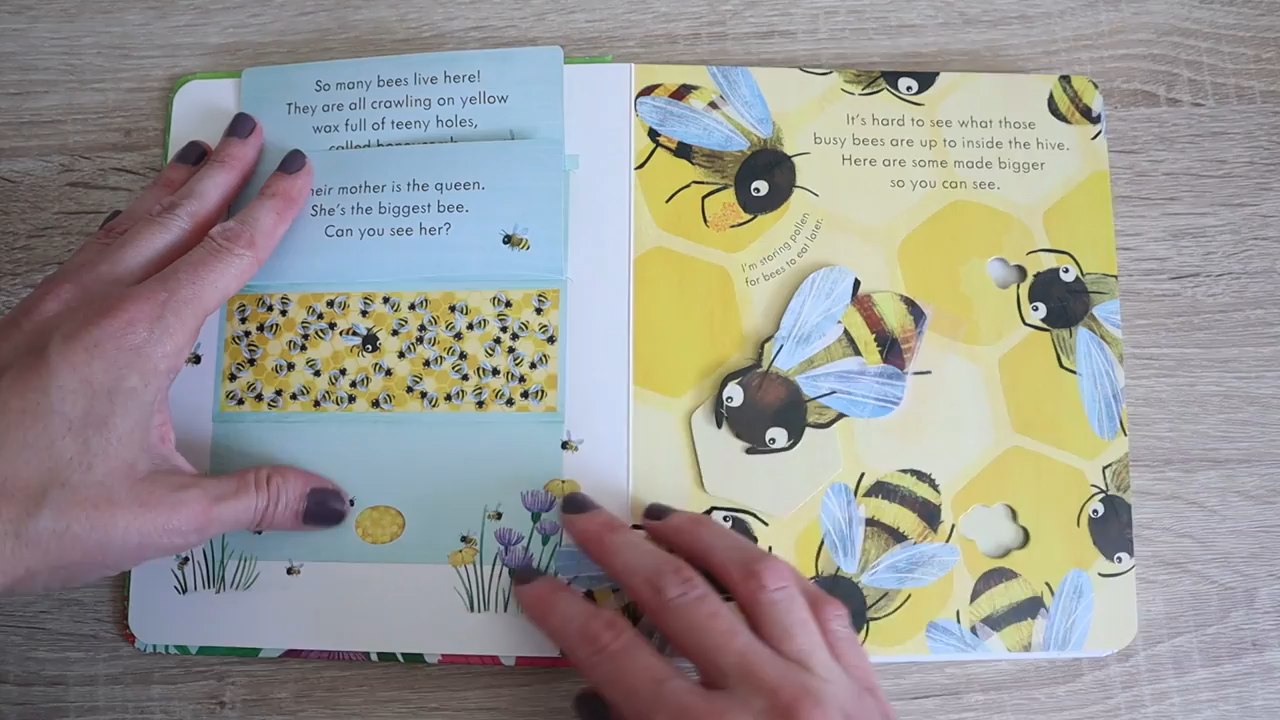 So many bees live here!
They are all crawling on yellow
wax full of teeny holes,
called
mother is the queen.
She's the biggest bee.
Can you see her?
It's hard to see what those
busy bees are up to inside the hive.
Here are some made bigger
so you can see.
I'm storing pollen
for bees to eat later.